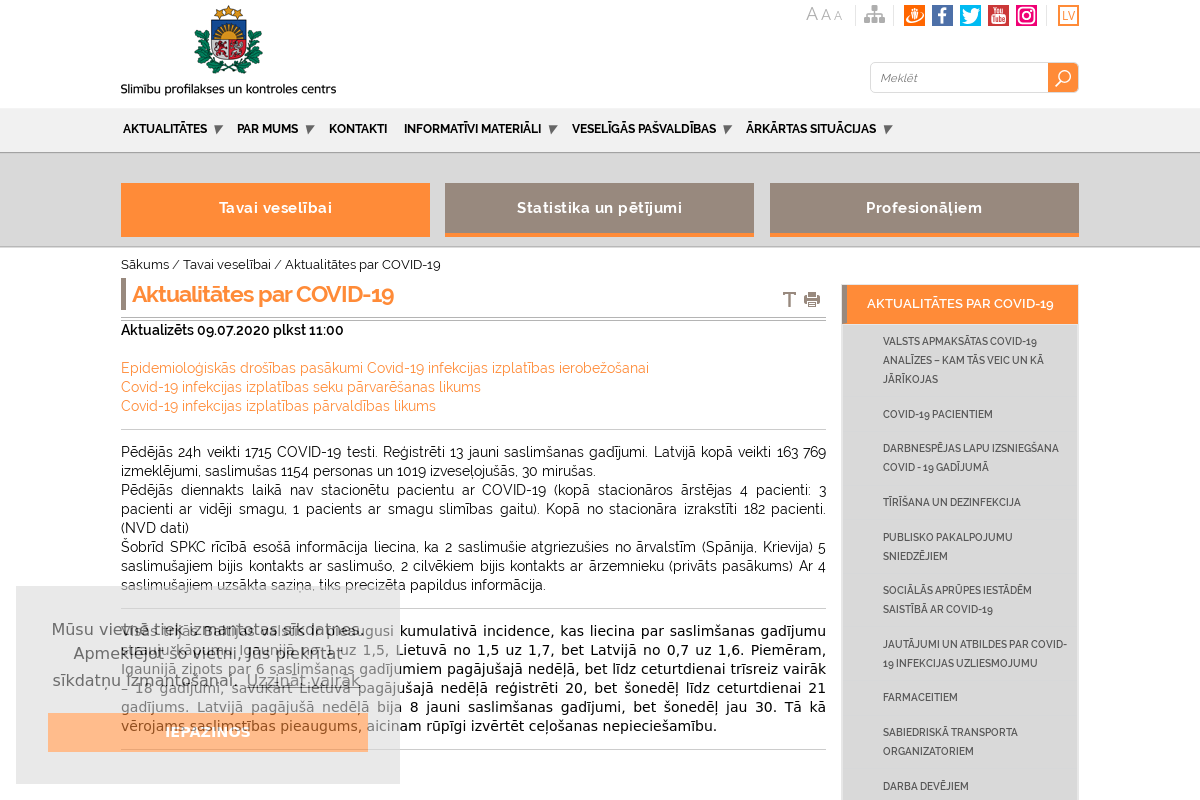 A A A
You Tube
LV
Slimību profilakses un kontroles centrs
Meklēt
AKTUALITĀTES PAR MUMS KONTAKTI INFORMATĪVI MATERIĀLI VESELĪGĀS PAŠVALDĪBAS ĀRKĀRTAS SITUĀCIJAS
Tavai veselībai
Statistika un pētījumi
Profesionāļiem
Sākums / Tavai veselībai / Aktualitātes par COVID-19
Aktualitātes par COVID-19
Aktualizēts 09.07.2020 plkst 11:00
Epidemioloģiskās drošības pasākumi Covid-19 infekcijas izplatības ierobežošanai
Covid-19 infekcijas izplatības seku pārvarēšanas likums
Covid-19 infekcijas izplatības pārvaldības likums
Pēdējās 24h veikti 1715 COVID-19 testi. Reģistrēti 13 jauni saslimšanas gadījumi. Latvijā kopā veikti 163 769
izmeklējumi, saslimušas 1154 personas un 1019 izveseļojušās, 30 mirušas.
Pēdējās diennakts laikā nav stacionētu pacientu ar COVID-19 (kopā stacionāros ārstējas 4 pacienti: 3
pacienti ar vidēji smagu, 1 pacients ar smagu slimības gaitu). Kopā no stacionāra izrakstīti 182 pacienti.
(NVD dati)
Šobrīd SPKC rīcībā esošā informācija liecina, ka 2 saslimušie atgriezušies no ārvalstīm (Spānija, Krievija) 5
saslimušajiem bijis kontakts ar saslimušo, 2 cilvēkiem bijis kontakts ar ārzemnieku (privāts pasākums) Ar 4
saslimušajiem uzsākta saziņa, tiks precizēta papildus informācija.
Visās trijās Baltijas valstīs ir pieaugusi kumulatīvā incidence, kas liecina par saslimšanas gadījumu
strauju kāpumu Igaunijā no 1 uz 1,5, Lietuvā no 1,5 uz 1,7, bet Latvijā no 0,7 uz 1,6. Piemēram,
Igaunijā ziņots par 6 saslimšanas gadījumiem pagājušajā nedēļā, bet līdz ceturtdienai trīsreiz vairāk
– 18 gadījumi, savukārt Lietuvā pagājušajā nedēļā reģistrēti 20, bet šonedēļ līdz ceturtdienai 21
gadījums. Latvijā pagājušā nedēļā bija 8 jauni saslimšanas gadījumi, bet šonedēļ jau 30. Tā kā
vērojams saslimstības pieaugums, aicinam rūpīgi izvērtēt ceļošanas nepieciešamību.
Mūsu vietnē tiek izmantotas sīkdatnes.
Apmeklējot šo vietni, Jūs piekrītat
sīkdatņu izmantošanai. Uzzināt vairāk.
IEPAZINOS
AKTUALITĀTES PAR COVID-19
VALSTS APMAKSĀTAS COVID-19
ANALĪZES – KAM TĀS VEIC UN KĀ
JĀRĪKOJAS
COVID-19 PACIENTIEM
DARBNESPĒJAS LAPU IZSNIEGŠANA
COVID - 19 GADĪJUMĀ
TĪRĪŠANA UN DEZINFEKCIJA
PUBLISKO PAKALPOJUMU
SNIEDZĒJIEM
SOCIĀLĀS APRŪPES IESTĀDĒM
SAISTĪBĀ AR COVID-19
JAUTĀJUMI UN ATBILDES PAR COVID-
19 INFEKCIJAS UZLIESMOJUMU
FARMACEITIEM
SABIEDRISKĀ TRANSPORTA
ORGANIZATORIEM
DARBA DEVĒJIEM